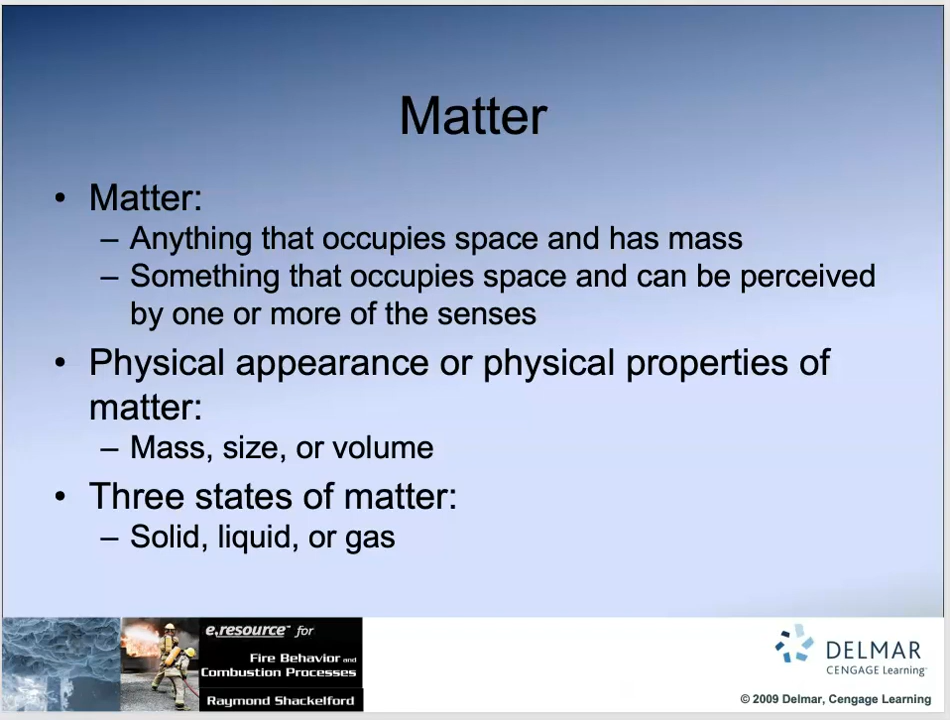 Matter
• Matter:
– Anything that occupies space and has mass
– Something that occupies space and can be perceived
by one or more of the senses
• Physical appearance or physical properties of
matter:
– Mass, size, or volume
• Three states of matter:
– Solid, liquid, or gas
e.resource™ for
Fire Behavior and
Combustion Processes
Raymond Shackelford
DELMAR
CENGAGE Learning™
© 2009 Delmar, Cengage Learning